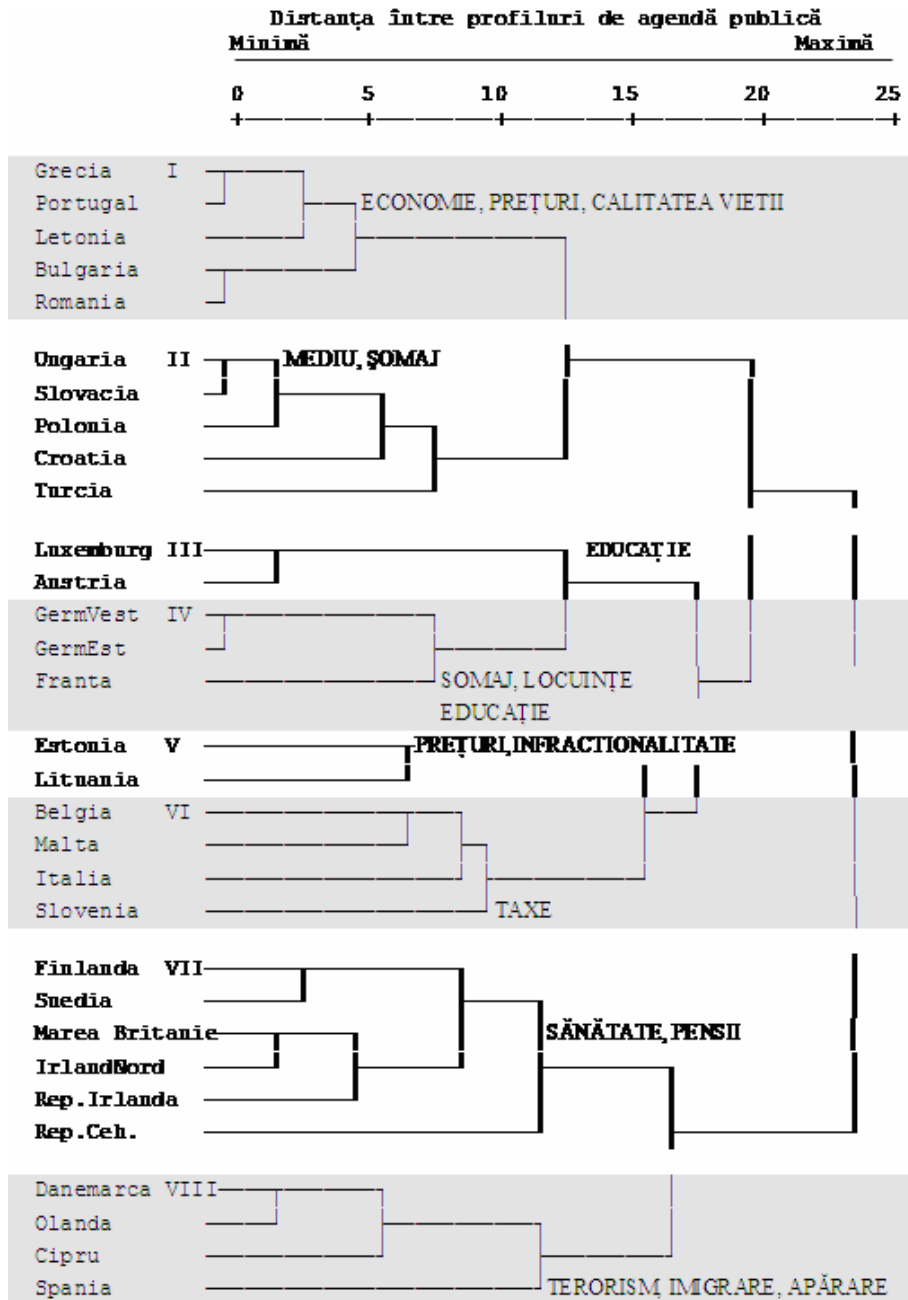 Distanța între profiluri de agendă publică
Minimă Maximă
0 5 10 15 20 25
Grecia I
Portugal ECONOMIE, PREȚURI, CALITATEA VIETII
Letonia
Bulgaria
Romania
Ungaria II MEDIU, ȘOMAJ
Slovacia
Polonia
Croatia
Turcia
Luxemburg III EDUCAȚIE
Austria
GermVest IV
GermEst
Franta SOMAJ, LOCUINȚE
EDUCAȚIE
Estonia V PREȚURI,INFRACTIONALITATE
Lituania
Belgia VI
Malta
Italia
Slovenia TAXE
Finlanda VII
Suedia
Marea Britanie SĂNĂTATE, PENSII
IrlandNord
Rep.Irlanda
Rep.Ceh.
Danemarca VIII
Olanda
Cipru
Spania TERORISM, IMIGRARE, APĂRARE